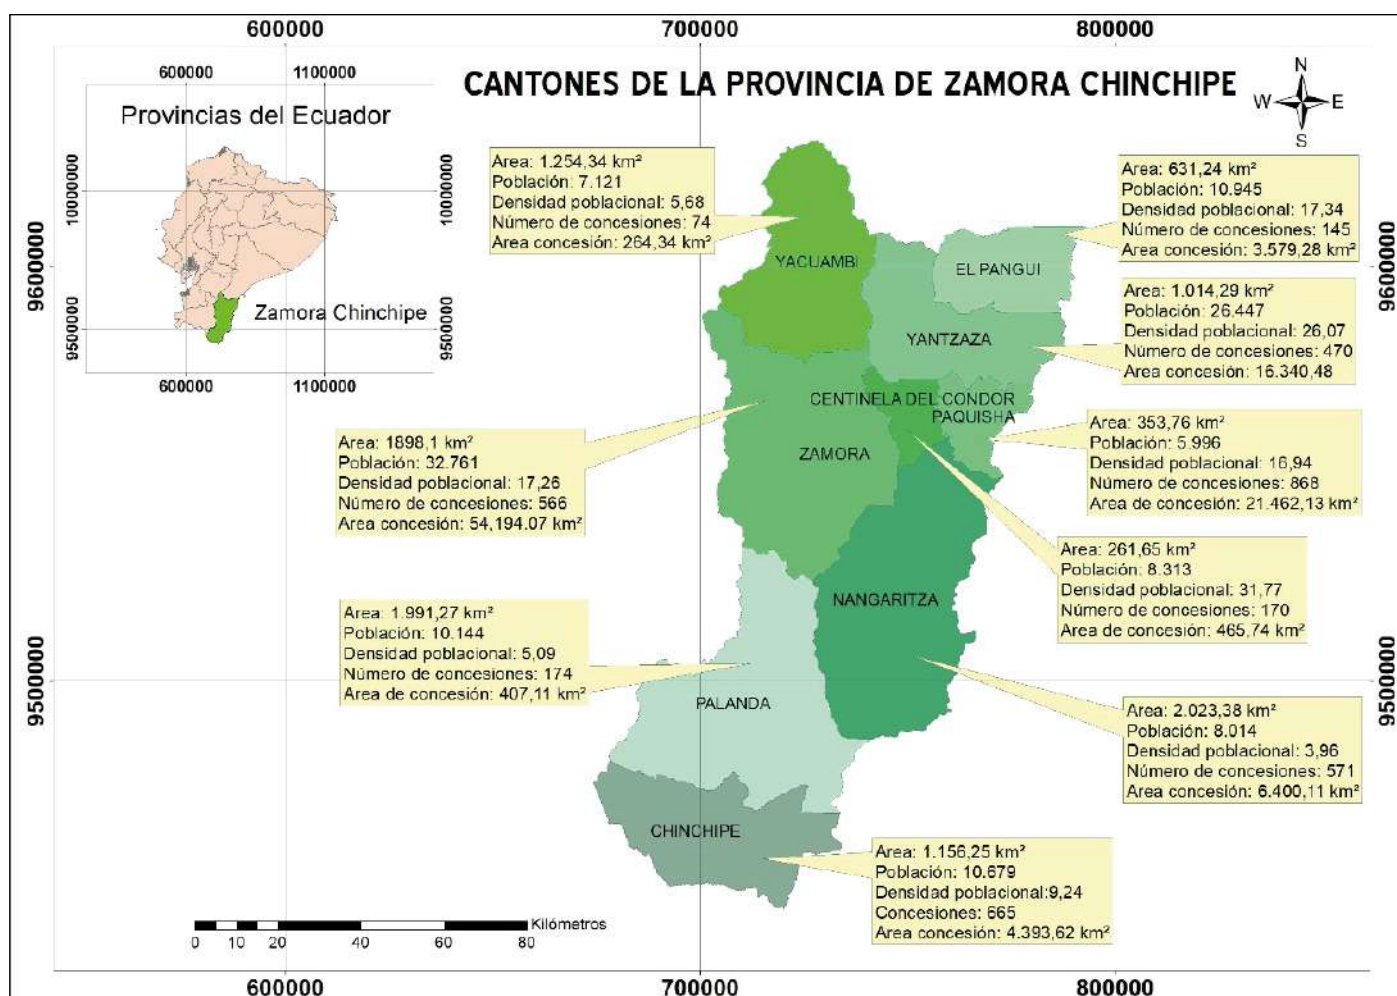 600000 700000 800000
CANTONES DE LA PROVINCIA DE ZAMORA CHINCHIPE
N
W E
S
600000 1100000
Provincias del Ecuador
10000000
9500000
10000000
9500000
Zamora Chinchipe
600000 1100000
9600000
9500000
9600000
9500000
Area: 1.254,34 km²
Población: 7.121
Densidad poblacional: 5,68
Número de concesiones: 74
Area concesión: 264,34 km²
Area: 631,24 km²
Población: 10.945
Densidad poblacional: 17,34
Número de concesiones: 145
Area concesión: 3.579,28 km²
YACUAMBI
EL PANGUI
Area: 1.014,29 km²
Población: 26.447
Densidad poblacional: 26,07
Número de concesiones: 470
Area concesión: 16.340,48
YANTZAZA
CENTINELA DEL CONDOR
PAQUISHA
ZAMORA
Area: 353,76 km²
Población: 5.996
Densidad poblacional: 16,94
Número de concesiones: 868
Area de concesión: 21.462,13 km²
Area: 1898,1 km²
Población: 32.761
Densidad poblacional: 17,26
Número de concesiones: 566
Area concesión: 54,194.07 km²
Area: 261,65 km²
Población: 8.313
Densidad poblacional: 31,77
Número de concesiones: 170
Area de concesión: 465,74 km²
NANGARITZA
Area: 1.991,27 km²
Población: 10.144
Densidad poblacional: 5,09
Número de concesiones: 174
Area de concesión: 407,11 km²
PALANDA
Area: 2.023,38 km²
Población: 8.014
Densidad poblacional: 3,96
Número de concesiones: 571
Area concesión: 6.400,11 km²
CHINCHIPE
Area: 1.156,25 km²
Población: 10.679
Densidad poblacional:9,24
Concesiones: 665
Area concesión: 4.393,62 km²
Kilómetros
0 10 20 40 60 80
600000 700000 800000